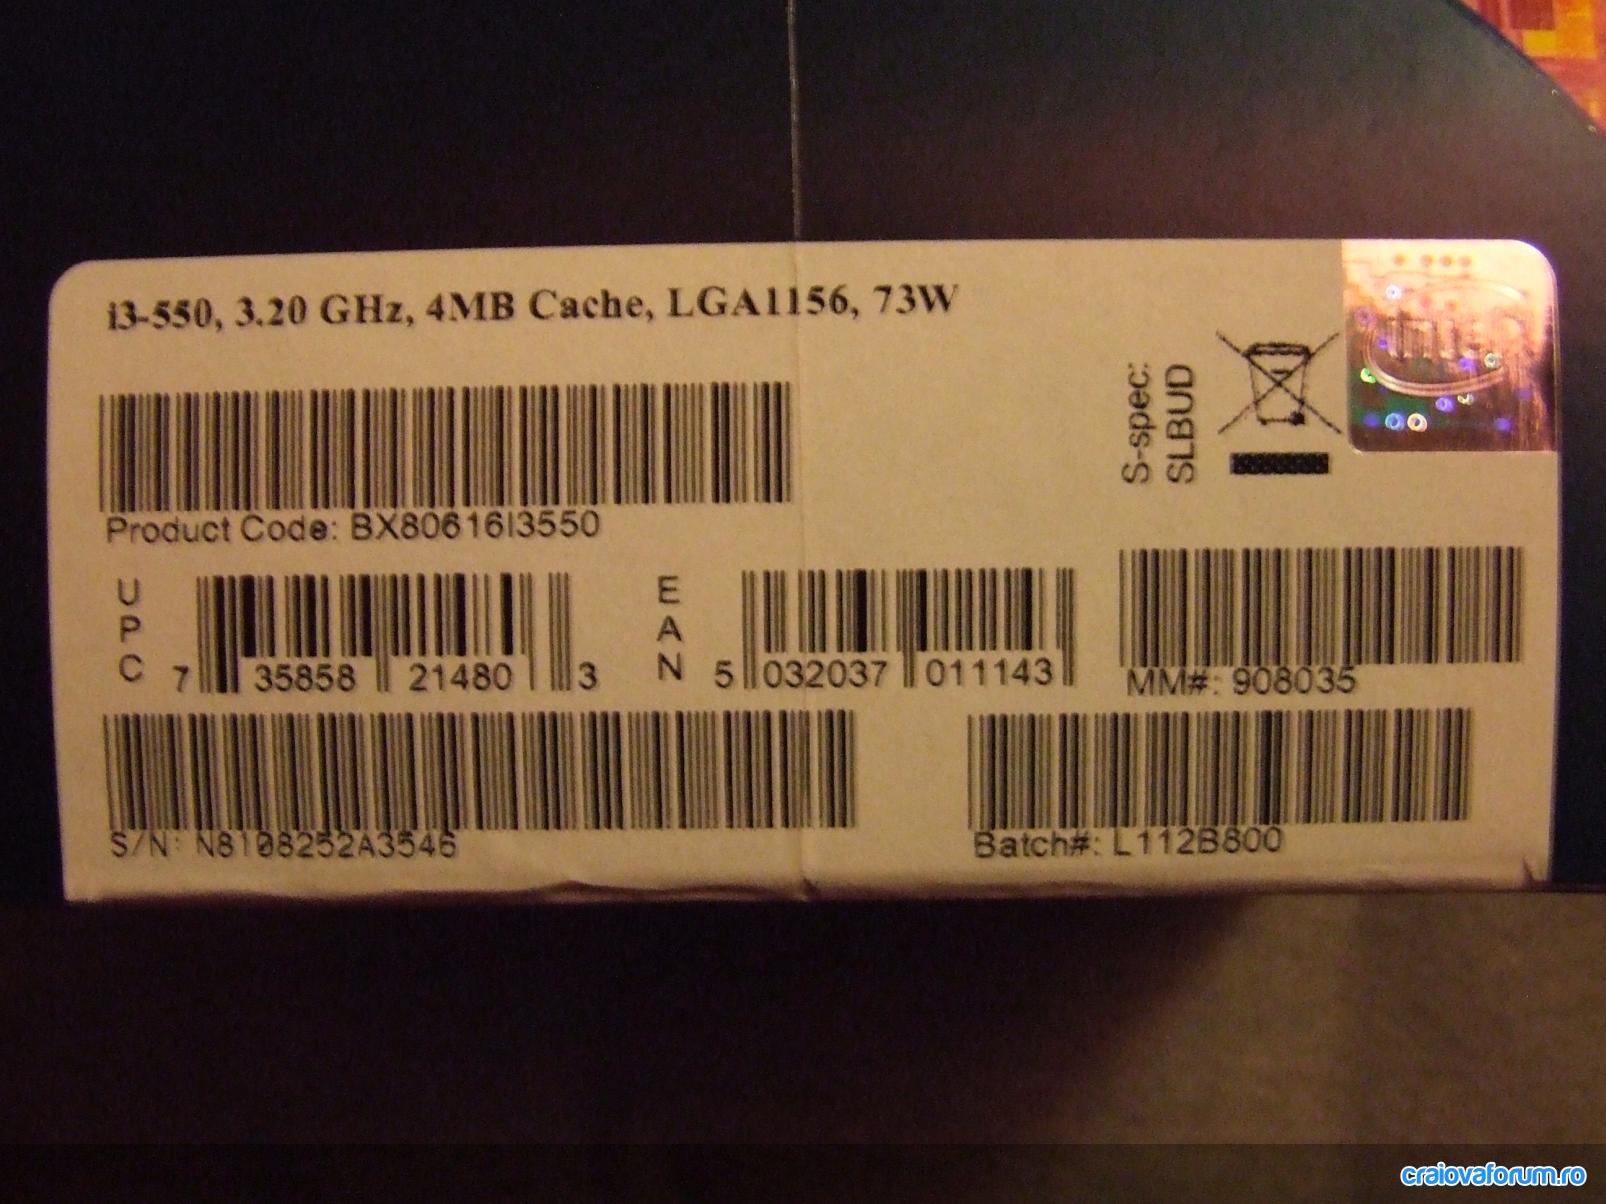 i3-550, 3.20 GHz, 4MB Cache, LGA1156, 73W
intel
S-spec:
SLBUD
Product Code: BX80616I3550
UPC 7 35858 21480 3
EAN 5 032037 011143
MM#: 908035
S/N: N8108252A3546
Batch#: L112B800
craiovaforum.ro